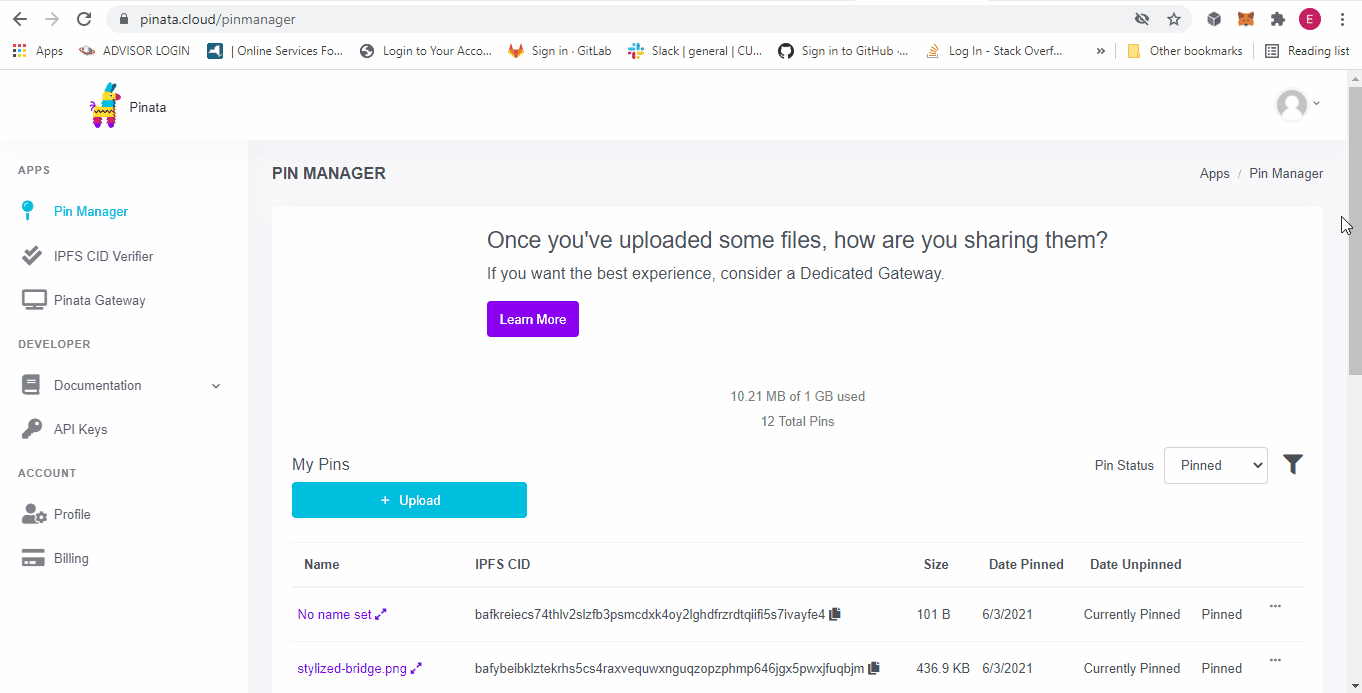 pinata.cloud/pinmanager
E
Apps ADVISOR LOGIN | Online Services Fo... Login to Your Acco... Sign in · GitLab Slack | general | CU... Sign in to GitHub ·... Log In - Stack Overf... » Other bookmarks Reading list
Pinata
APPS
Pin Manager
IPFS CID Verifier
Pinata Gateway
DEVELOPER
Documentation
API Keys
ACCOUNT
Profile
Billing
PIN MANAGER
Apps / Pin Manager
Once you've uploaded some files, how are you sharing them?
If you want the best experience, consider a Dedicated Gateway.
Learn More
10.21 MB of 1 GB used
12 Total Pins
My Pins
Pin Status Pinned
+ Upload
Name IPFS CID Size Date Pinned Date Unpinned
No name set bafkreiecs74thlv2slzfb3psmcdxk4oy2lghdfrzrdtqiifi5s7ivayfe4 101 B 6/3/2021 Currently Pinned Pinned ...
stylized-bridge.png bafybeibklztekrhs5cs4raxvequwxnguqzopzphmp646jgx5pwxjfuqbjm 436.9 KB 6/3/2021 Currently Pinned Pinned ...